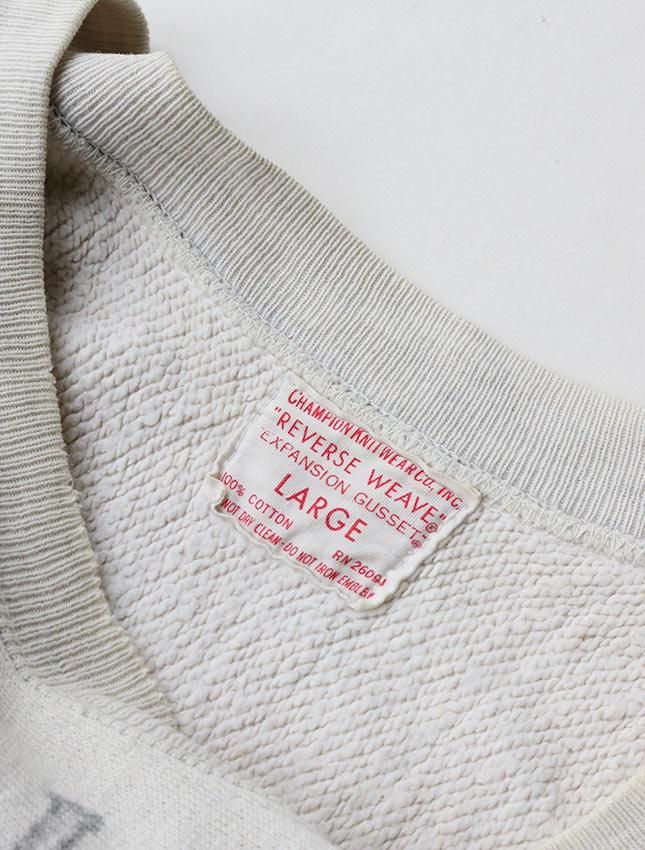 CHAMPION KNITWEAR CO., INC.
"REVERSE WEAVE"®
EXPANSION GUSSET®
LARGE
100% COTTON RN 26094
NOT DRY CLEAN-DO NOT IRON EMBLEM